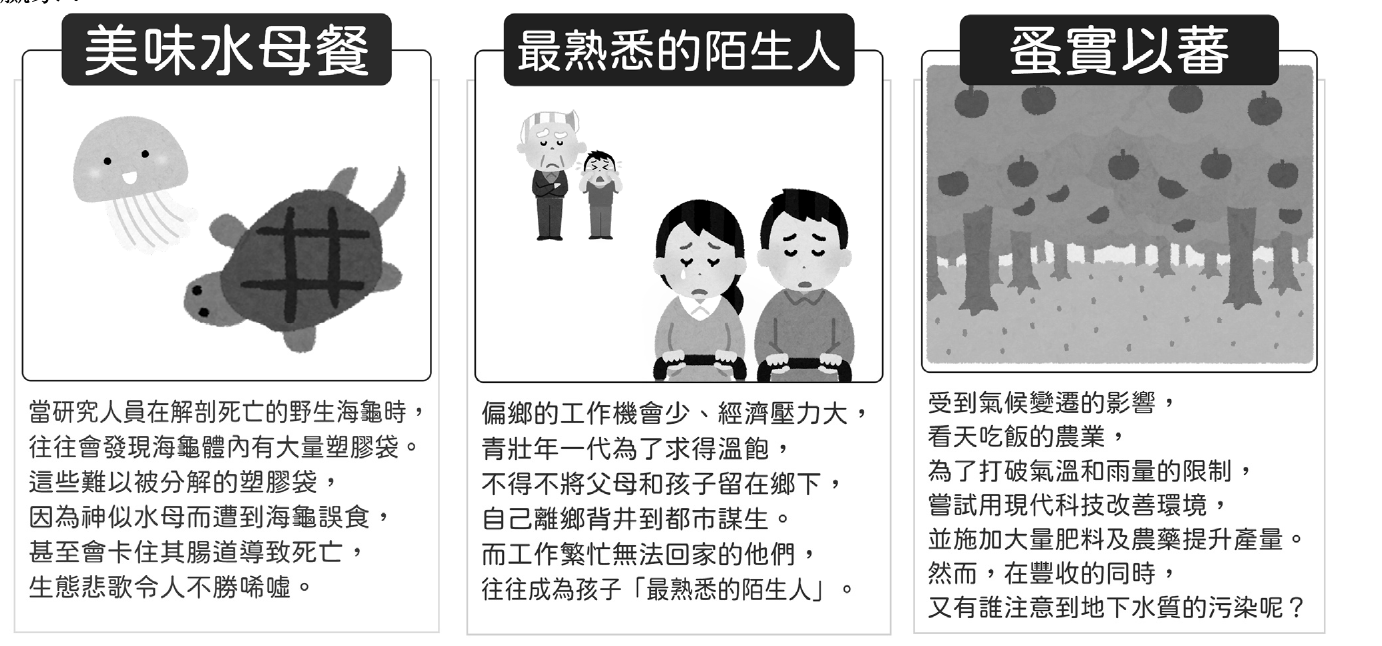 美味水母餐
當研究人員在解剖死亡的野生海龜時，
往往會發現海龜體內有大量塑膠袋。
這些難以被分解的塑膠袋，
因為神似水母而遭到海龜誤食，
甚至會卡住其腸道導致死亡，
生態悲歌令人不勝唏噓。
最熟悉的陌生人
偏鄉的工作機會少、經濟壓力大，
青壯年一代為了求得溫飽，
不得不將父母和孩子留在鄉下，
自己離鄉背井到都市謀生。
而工作繁忙無法回家的他們，
往往成為孩子「最熟悉的陌生人」。
蚤實以蕃
受到氣候變遷的影響，
看天吃飯的農業，
為了打破氣溫和雨量的限制，
嘗試用現代科技改善環境，
並施加大量肥料及農藥提升產量。
然而，在豐收的同時，
又有誰注意到地下水質的污染呢？